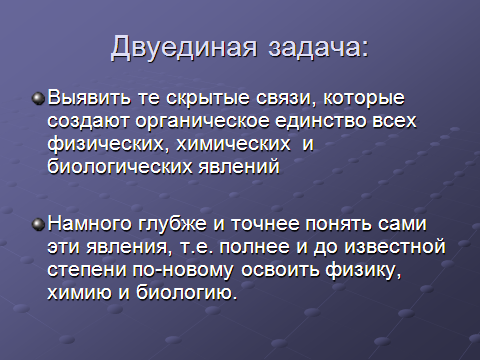 Двуединая задача:
Выявить те скрытые связи, которые
создают органическое единство всех
физических, химических  и
биологических явлений
Намного глубже и точнее понять сами
эти явления, т.е. полнее и до известной
степени по-новому освоить физику,
химию и биологию.